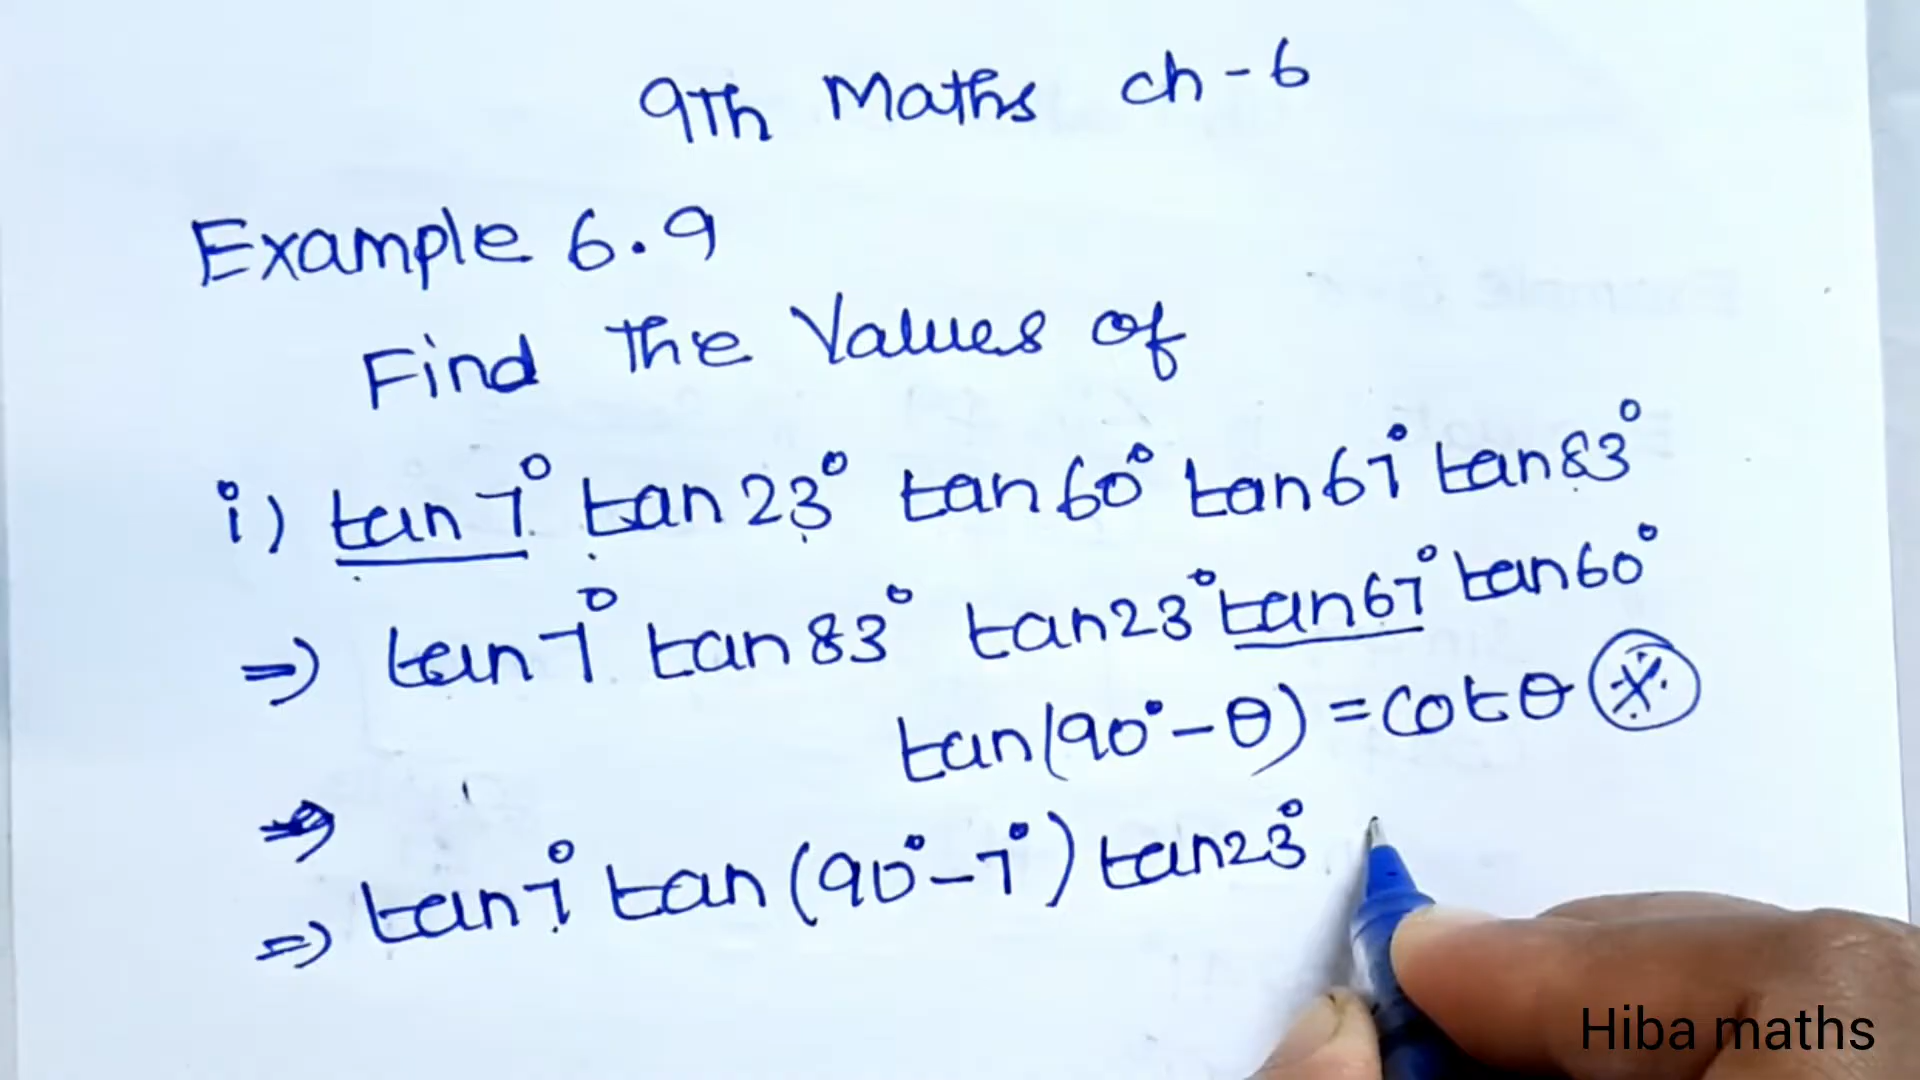 9Th Maths ch-6
Example 6.9
Find The Values of
i) tan 7° tan 23° tan 60° tan 67° tan 83°
⇒ tan 7° tan 83° tan 23° tan 67° tan 60°
tan(90° - θ) = cot θ
⇒
⇒ tan 7° tan (90° - 7°) tan 23°
Hiba maths